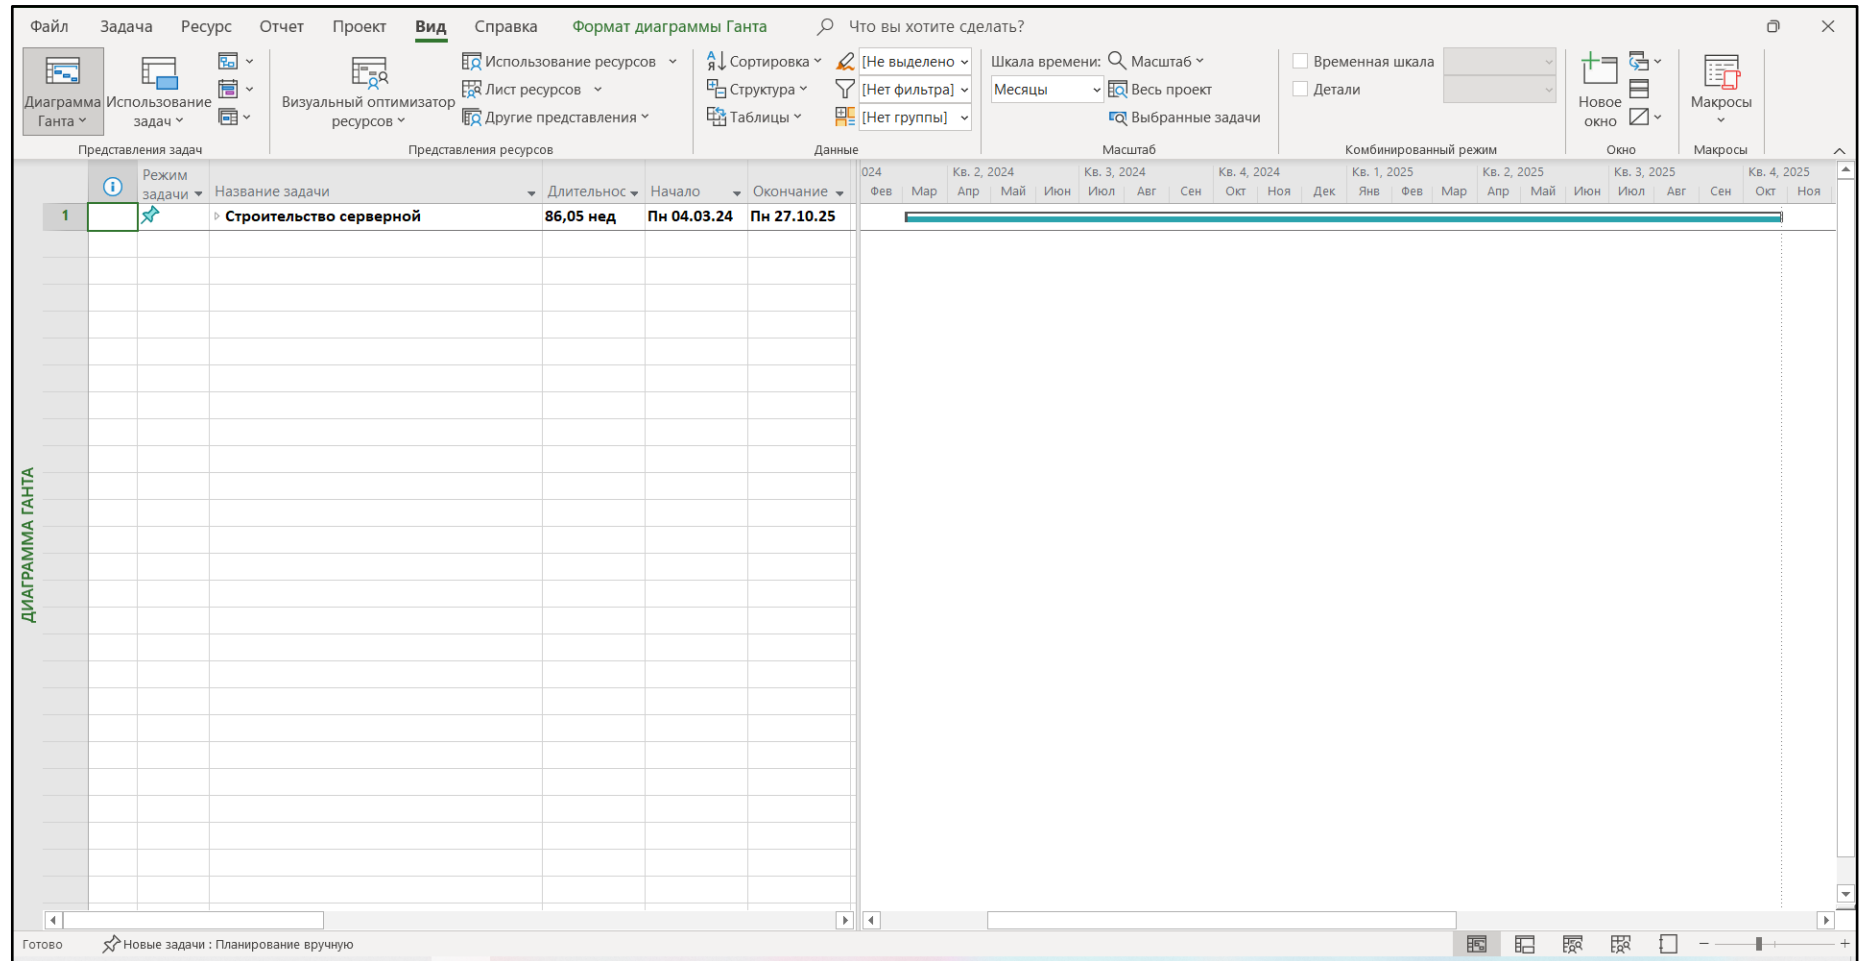 Файл Задача Ресурс Отчет Проект Вид Справка Формат диаграммы Ганта Что вы хотите сделать?
Диаграмма Ганта
Использование задач
Представления задач
Визуальный оптимизатор ресурсов
Использование ресурсов
Лист ресурсов
Другие представления
Представления ресурсов
Сортировка
Структура
Таблицы
[Не выделено
[Нет фильтра]
[Нет группы]
Данные
Шкала времени:
Месяцы
Масштаб
Весь проект
Выбранные задачи
Масштаб
Временная шкала
Детали
Комбинированный режим
Новое окно
Окно
Макросы
Макросы
Режим задачи Название задачи Длительнос Начало Окончание
024 Кв. 2, 2024 Кв. 3, 2024 Кв. 4, 2024 Кв. 1, 2025 Кв. 2, 2025 Кв. 3, 2025 Кв. 4, 2025
Фев Мар Апр Май Июн Июл Авг Сен Окт Ноя Дек Янв Фев Мар Апр Май Июн Июл Авг Сен Окт Ноя
1 Строительство серверной 86,05 нед Пн 04.03.24 Пн 27.10.25
ДИАГРАММА ГАНТА
Готово Новые задачи : Планирование вручную